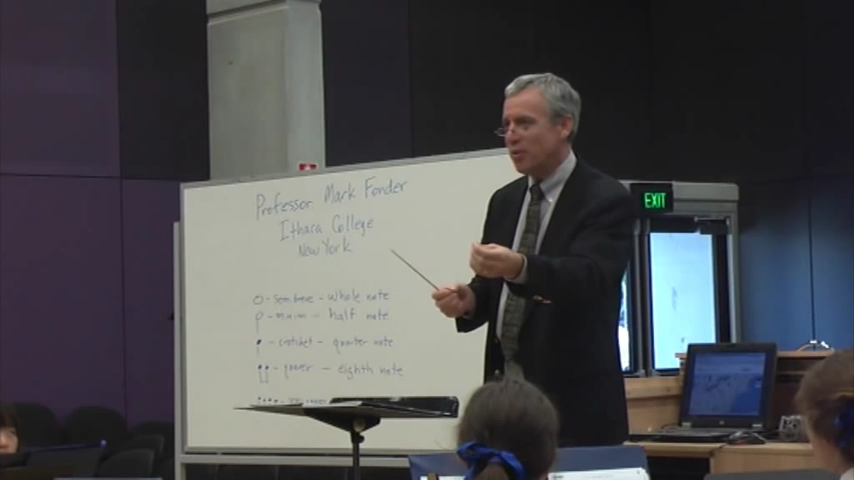 Professor Mark Fonder
Ithaca College
New York
- semibreve - whole note
- minim - half note
- crotchet - quarter note
- quaver - eighth note
EXIT